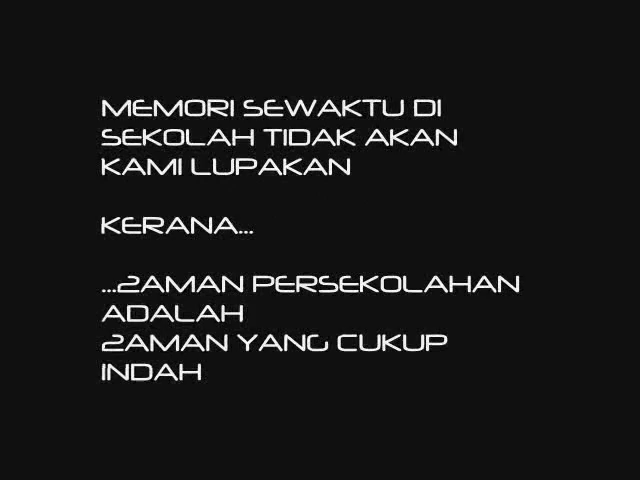 MEMORI SEWAKTU DI
SEKOLAH TIDAK AKAN
KAMI LUPAKAN
KERANA...
...ZAMAN PERSEKOLAHAN
ADALAH
ZAMAN YANG CUKUP
INDAH